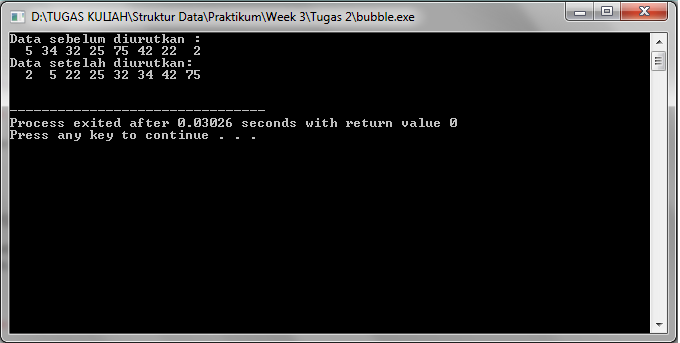 D:\TUGAS KULIAH\Struktur Data\Praktikum\Week 3\Tugas 2\bubble.exe
Data sebelum diurutkan :
  5 34 32 25 75 42 22  2
Data setelah diurutkan:
  2  5 22 25 32 34 42 75
--------------------------------
Process exited after 0.03026 seconds with return value 0
Press any key to continue . . .